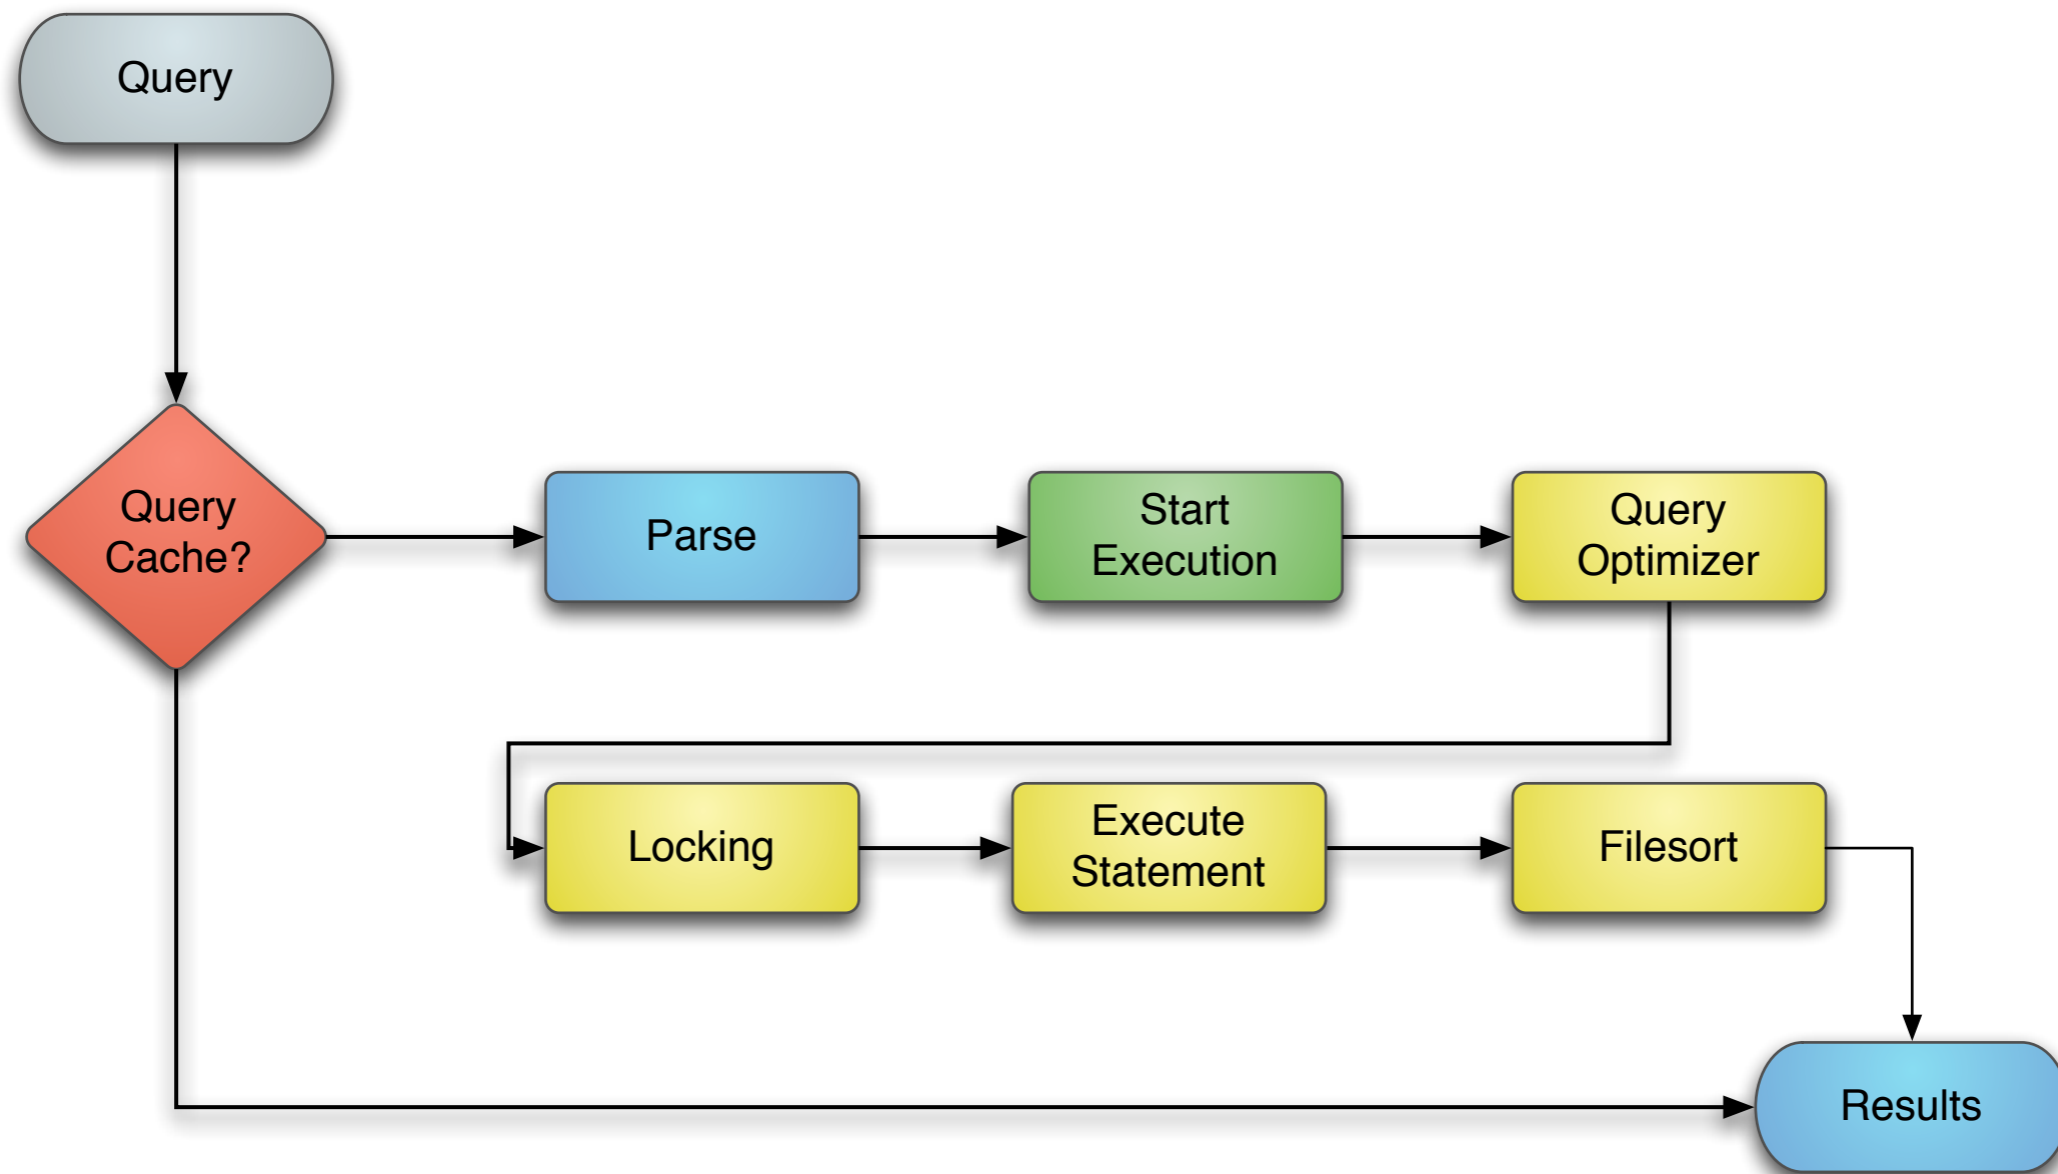 Query
Query
Cache?
Parse
Start
Execution
Query
Optimizer
Locking
Execute
Statement
Filesort
Results